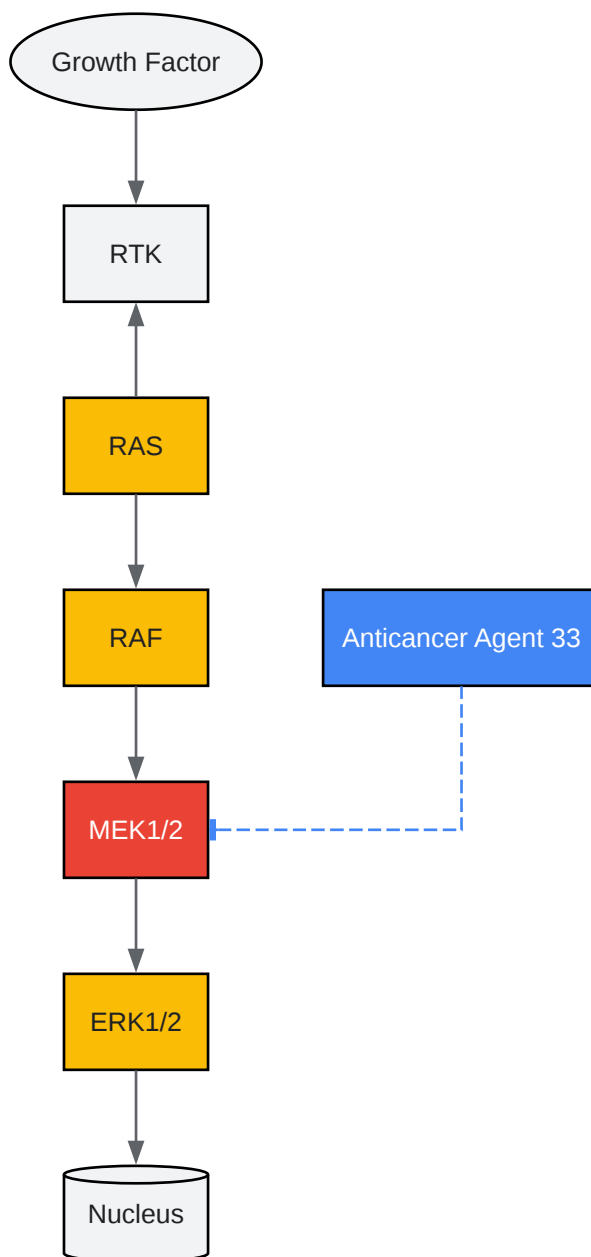 Growth Factor
RTK
RAS
RAF
Anticancer Agent 33
MEK1/2
ERK1/2
Nucleus